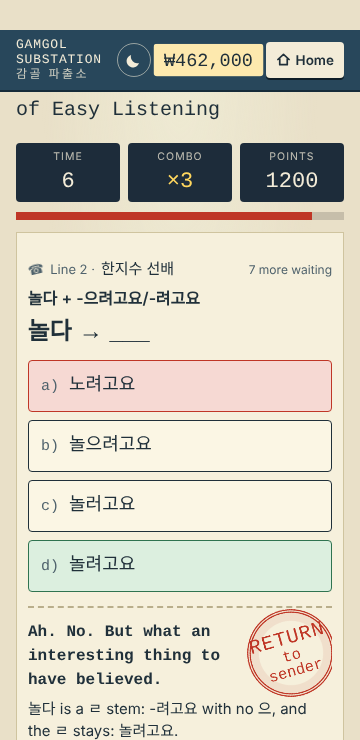 GAMGOL
SUBSTATION
감골 파출소
₩462,000
Home
of Easy Listening
TIME
6
COMBO
×3
POINTS
1200
☎ Line 2 · 한지수 선배
7 more waiting
놀다 + -으려고요/-려고요
놀다 → ___
a) 노려고요
b) 놀으려고요
c) 놀러고요
d) 놀려고요
Ah. No. But what an
interesting thing to
have believed.
RETURN
to
sender
놀다 is a ㄹ stem: -려고요 with no 으, and
the ㄹ stays: 놀려고요.